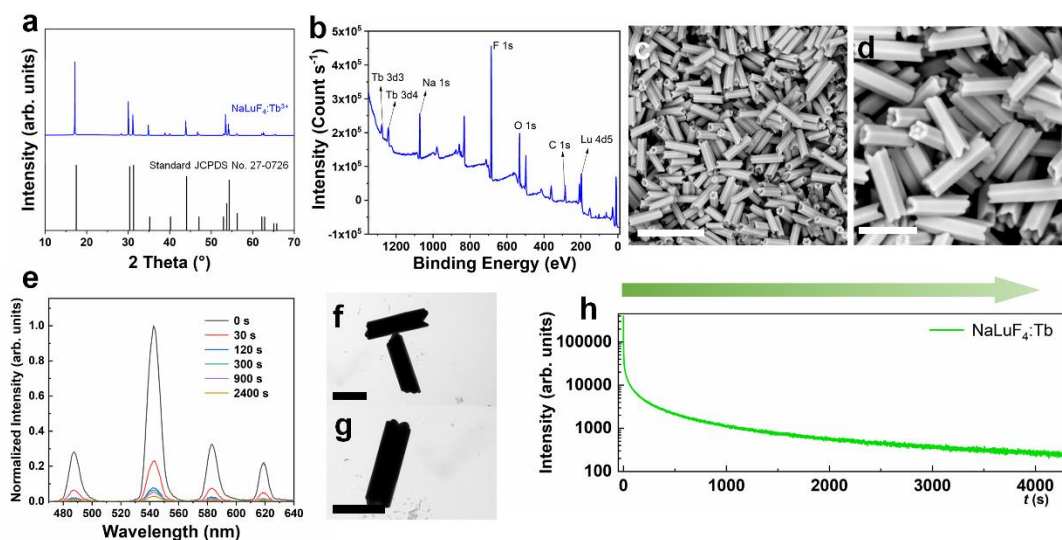 a
Intensity (arb. units)
NaLuF₄:Tb³⁺
Standard JCPDS No. 27-0726
10 20 30 40 50 60 70
2 Theta (°)
b
Intensity (Count s⁻¹)
5x10⁵
4x10⁵
3x10⁵
2x10⁵
1x10⁵
0
-1x10⁵
Tb 3d3
Tb 3d4
Na 1s
F 1s
O 1s
C 1s
Lu 4d5
1200 1000 800 600 400 200 0
Binding Energy (eV)
c
d
e
Normalized Intensity (arb. units)
1.0
0.8
0.6
0.4
0.2
0.0
0 s
30 s
120 s
300 s
900 s
2400 s
480 500 520 540 560 580 600 620 640
Wavelength (nm)
f
g
h
Intensity (arb. units)
100000
10000
1000
100
NaLuF₄:Tb
0 1000 2000 3000 4000
t (s)